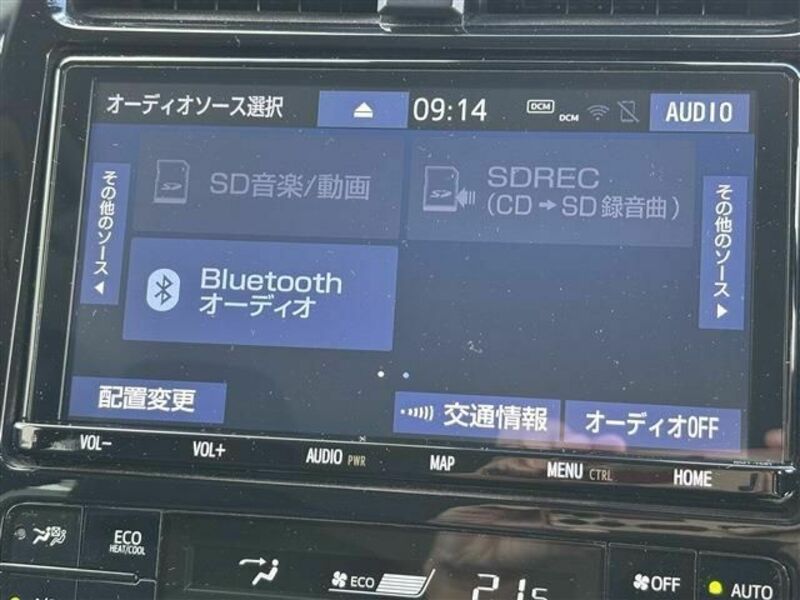 オーディオソース選択
09:14
DCM
DCM
AUDIO
その他のソース
SD
SD音楽/動画
SD
SDREC
(CD→SD録音曲)
その他のソース
Bluetooth
オーディオ
配置変更
交通情報
オーディオOFF
VOL−
VOL+
AUDIO PWR
MAP
MENU CTRL
HOME
ECO
HEAT/COOL
ECO
21.5
OFF
AUTO